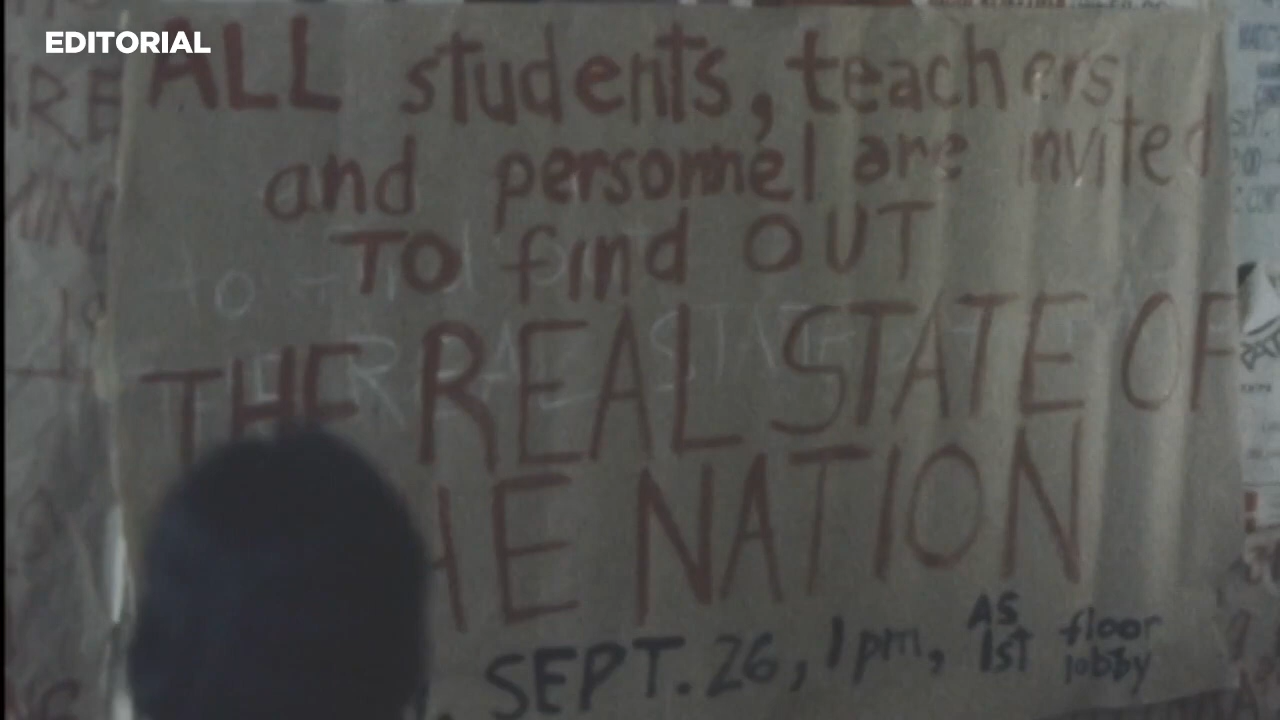 EDITORIAL
ALL students, teachers
and personnel are invited
TO find OUT
THE REAL STATE OF
HE NATION
SEPT. 26, 1pm, AS 1st floor lobby